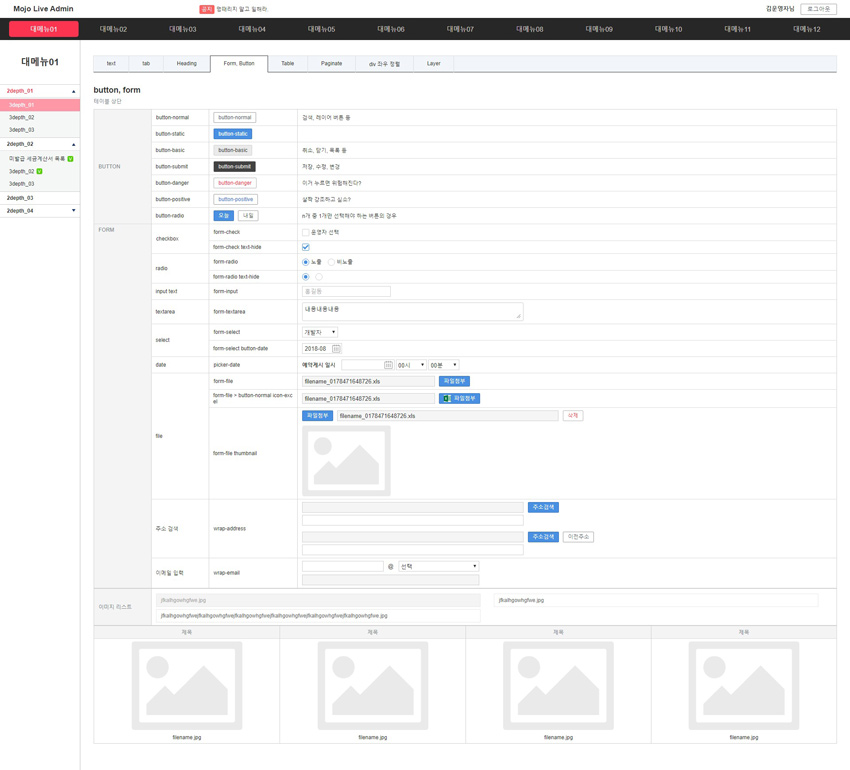 Mojo Live Admin
공지 멍때리지 말고 일해라.
김운영자님 로그아웃
대메뉴01 대메뉴02 대메뉴03 대메뉴04 대메뉴05 대메뉴06 대메뉴07 대메뉴08 대메뉴09 대메뉴10 대메뉴11 대메뉴12
대메뉴01
2depth_01
3depth_01
3depth_02
3depth_03
2depth_02
미발급 세금계산서 목록
3depth_02
3depth_03
2depth_03
2depth_04
text tab Heading Form, Button Table Paginate div 좌우 정렬 Layer
button, form
테이블 상단
BUTTON
button-normal button-normal 검색, 레이어 버튼 등
button-static button-static
button-basic button-basic 취소, 닫기, 목록 등
button-submit button-submit 저장, 수정, 변경
button-danger button-danger 이거 누르면 위험해진다?
button-positive button-positive 살짝 강조하고 싶소?
button-radio 오늘 내일 n개 중 1개만 선택해야 하는 버튼의 경우
FORM
checkbox form-check 운영자 선택
form-check text-hide
radio form-radio 노출 비노출
form-radio text-hide
input text form-input 홍길동
textarea form-textarea 내용내용내용
select form-select 개발자
form-select button-date 2018-08
date picker-date 예약게시 일시 00시 00분
file form-file filename_0178471648726.xls 파일첨부
form-file > button-normal icon-excel filename_0178471648726.xls 파일첨부
form-file thumbnail 파일첨부 filename_0178471648726.xls 삭제
주소 검색 wrap-address 주소검색
주소검색 이전주소
이메일 입력 wrap-email @ 선택
이미지 리스트 jfkalhgowhgfwe.jpg jfkalhgowhgfwe.jpg
jfkalhgowhgfwejfkalhgowhgfwejfkalhgowhgfwejfkalhgowhgfwejfkalhgowhgfwejfkalhgowhgfwe.jpg
제목 제목 제목 제목
filename.jpg filename.jpg filename.jpg filename.jpg